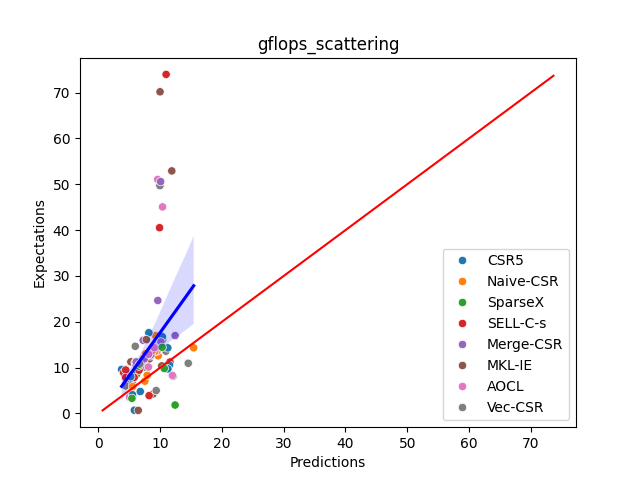 gflops_scattering
Expectations
70
60
50
40
30
20
10
0
CSR5
Naive-CSR
SparseX
SELL-C-s
Merge-CSR
MKL-IE
AOCL
Vec-CSR
0 10 20 30 40 50 60 70
Predictions